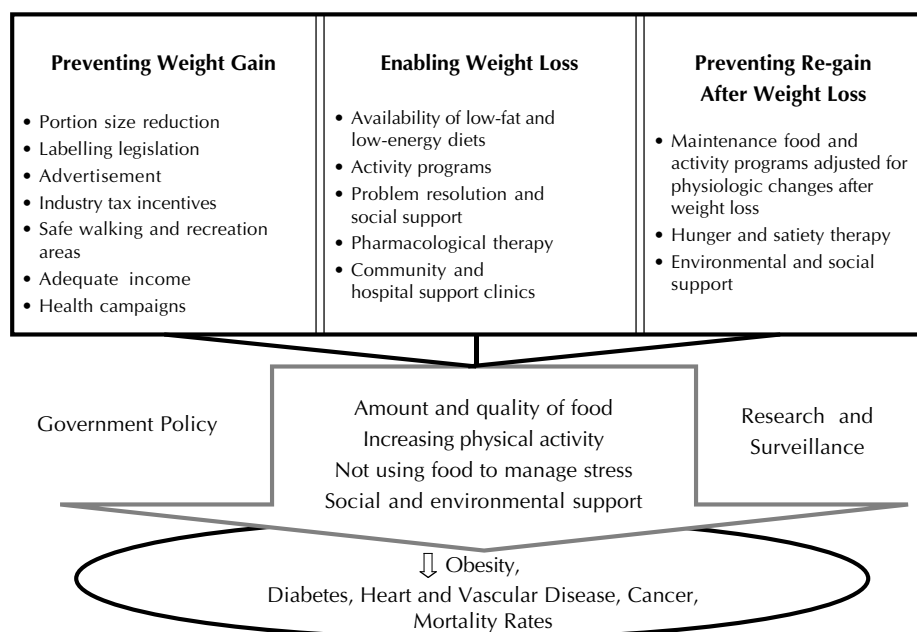 Preventing Weight Gain
• Portion size reduction
• Labelling legislation
• Advertisement
• Industry tax incentives
• Safe walking and recreation
areas
• Adequate income
• Health campaigns
Enabling Weight Loss
• Availability of low-fat and
low-energy diets
• Activity programs
• Problem resolution and
social support
• Pharmacological therapy
• Community and
hospital support clinics
Preventing Re-gain
After Weight Loss
• Maintenance food and
activity programs adjusted for
physiologic changes after
weight loss
• Hunger and satiety therapy
• Environmental and social
support
Government Policy
Amount and quality of food
Increasing physical activity
Not using food to manage stress
Social and environmental support
Research and
Surveillance
⇩ Obesity,
Diabetes, Heart and Vascular Disease, Cancer,
Mortality Rates